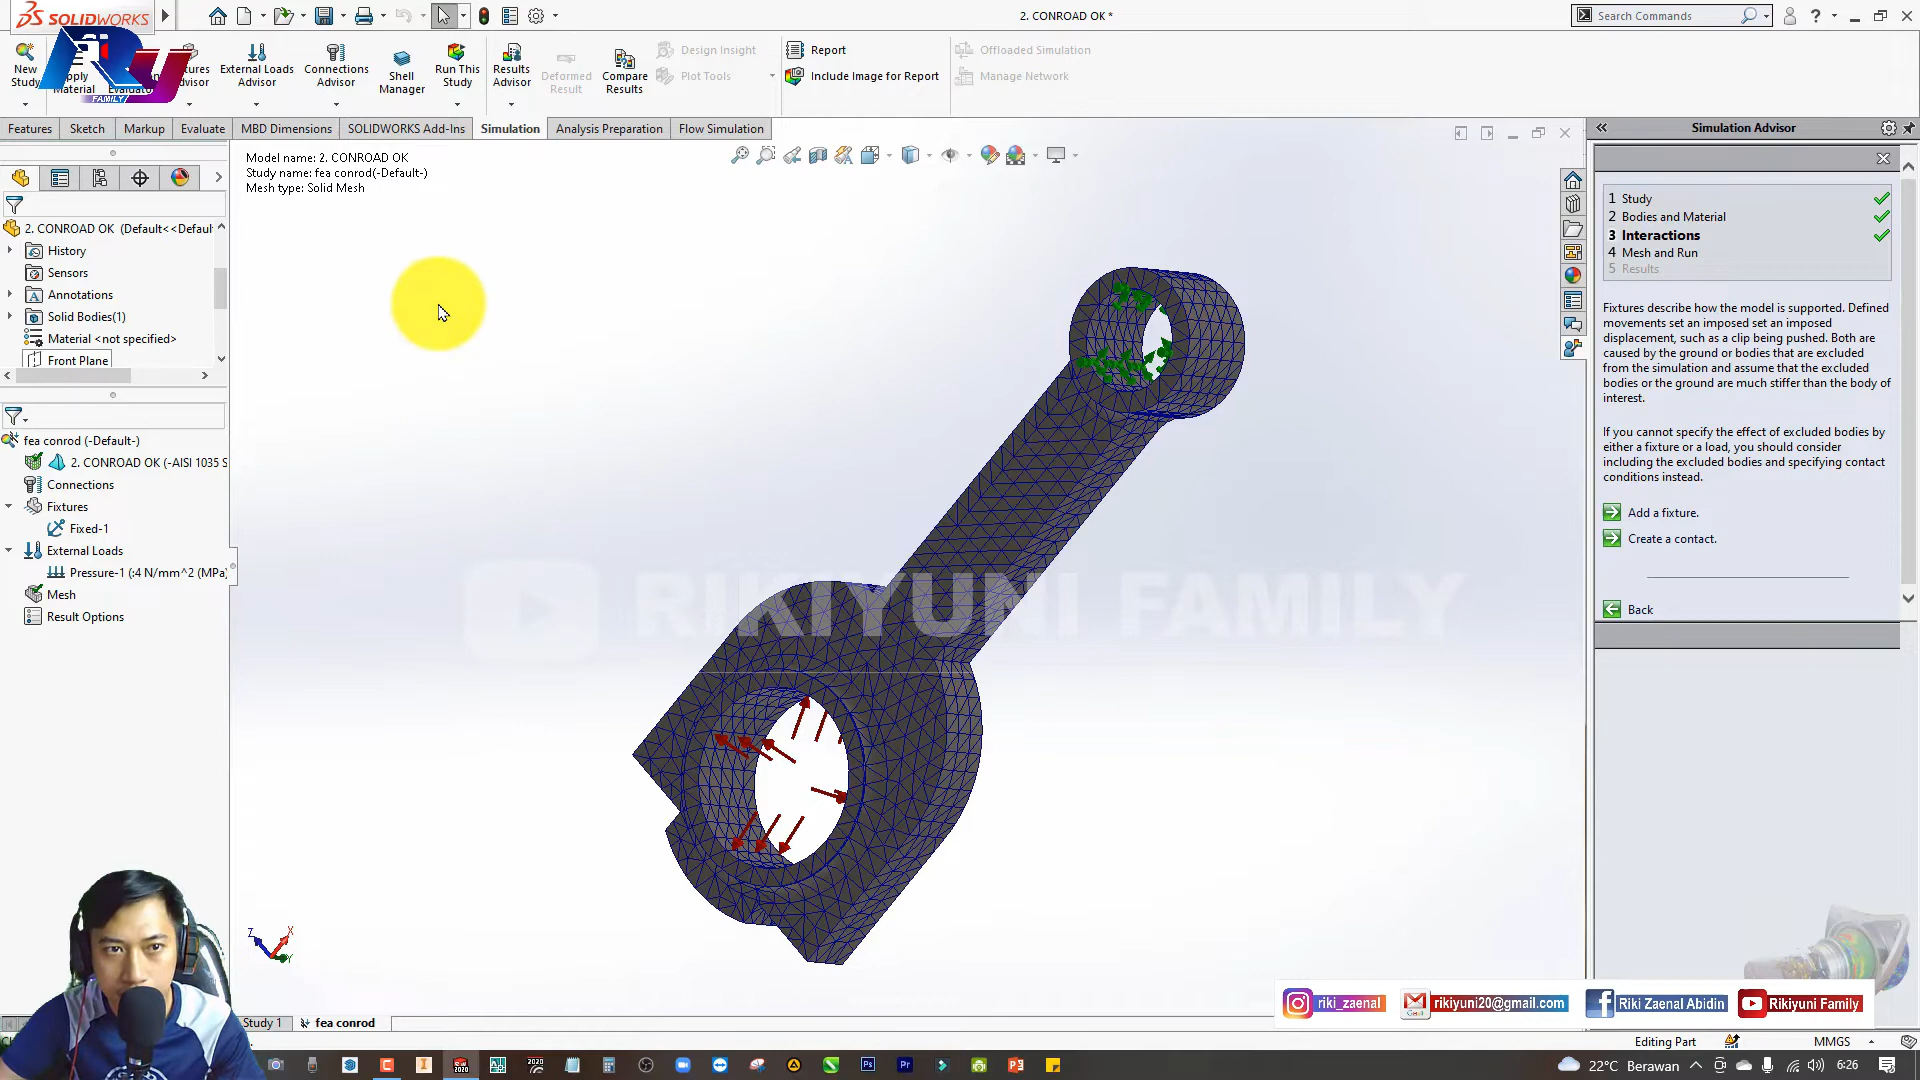 SOLIDWORKS
2. CONROAD OK *
Search Commands
New
Study
Apply
Material
Fixtures
Advisor
External Loads
Advisor
Connections
Advisor
Shell
Manager
Run This
Study
Results
Advisor
Deformed
Result
Compare
Results
Design Insight
Plot Tools
Report
Include Image for Report
Offloaded Simulation
Manage Network
FAMILY
Features
Sketch
Markup
Evaluate
MBD Dimensions
SOLIDWORKS Add-Ins
Simulation
Analysis Preparation
Flow Simulation
Model name: 2. CONROAD OK
Study name: fea conrod(-Default-)
Mesh type: Solid Mesh
2. CONROAD OK (Default<<Defaul
History
Sensors
Annotations
Solid Bodies(1)
Material <not specified>
Front Plane
fea conrod (-Default-)
2. CONROAD OK (-AISI 1035 S
Connections
Fixtures
Fixed-1
External Loads
Pressure-1 (:4 N/mm^2 (MPa)
Mesh
Result Options
RIKIYUNI FAMILY
Z
X
Y
Simulation Advisor
1 Study
2 Bodies and Material
3 Interactions
4 Mesh and Run
5 Results
Fixtures describe how the model is supported. Defined
movements set an imposed set an imposed
displacement, such as a clip being pushed. Both are
caused by the ground or bodies that are excluded
from the simulation and assume that the excluded
bodies or the ground are much stiffer than the body of
interest.
If you cannot specify the effect of excluded bodies by
either a fixture or a load, you should consider
including the excluded bodies and specifying contact
conditions instead.
Add a fixture.
Create a contact.
Back
riki_zaenal
Gmail
rikiyuni20@gmail.com
Riki Zaenal Abidin
Rikiyuni Family
Study 1
fea conrod
Editing Part
MMGS
22°C Berawan
6:26